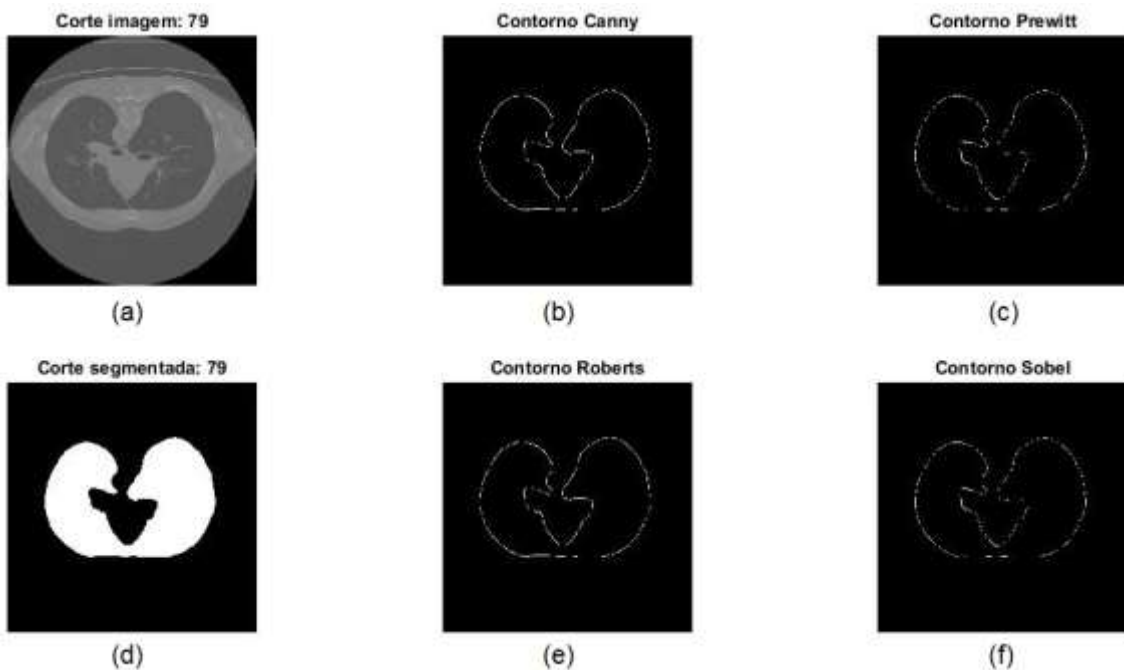 Corte imagem: 79
Contorno Canny
Contorno Prewitt
(a)
(b)
(c)
Corte segmentada: 79
Contorno Roberts
Contorno Sobel
(d)
(e)
(f)